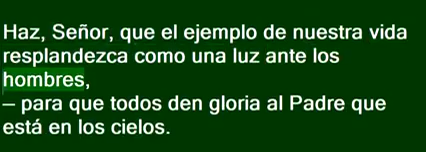 Haz, Señor, que el ejemplo de nuestra vida
resplandezca como una luz ante los
hombres,
– para que todos den gloria al Padre que
está en los cielos.